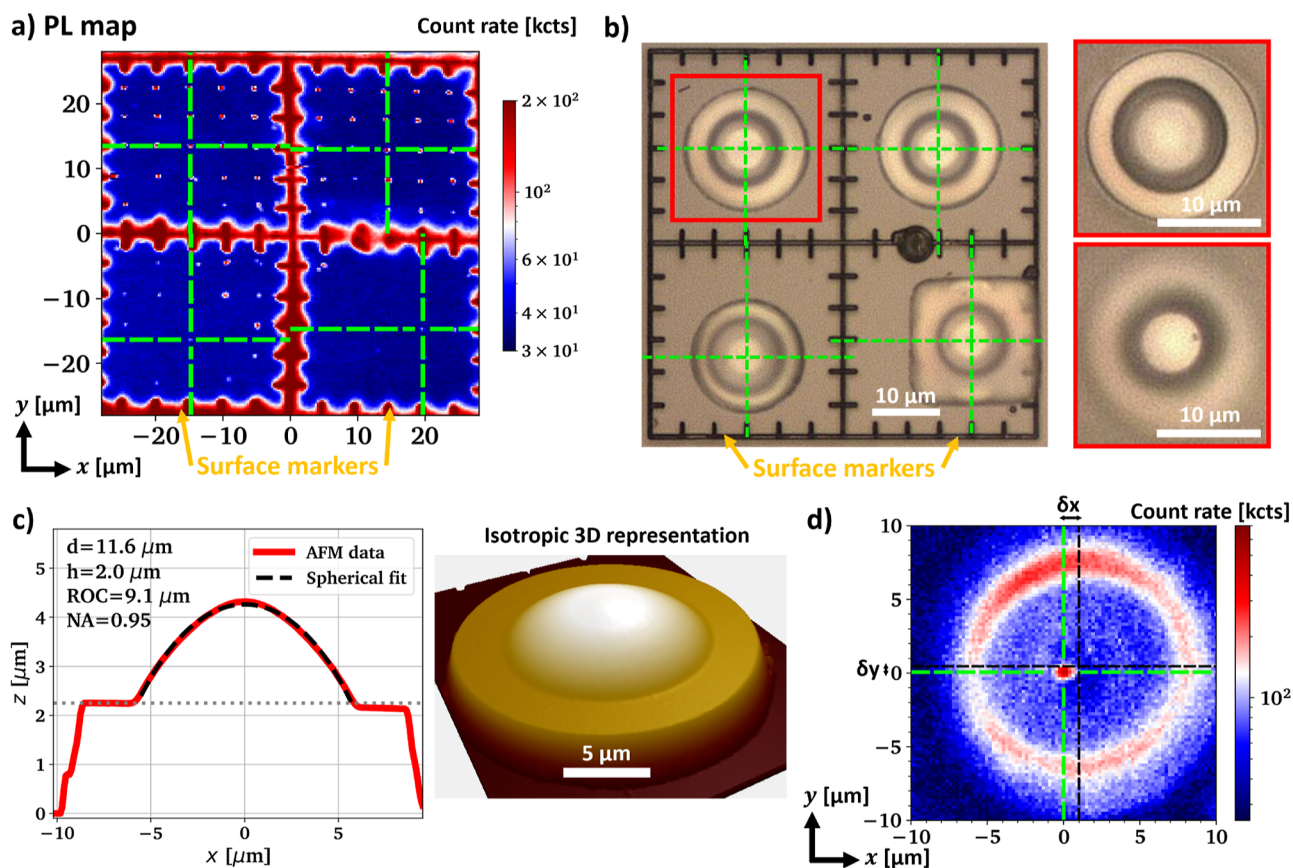 a) PL map
Count rate [kcts]
20
10
0
−10
−20
−20
−10
0
10
20
2 × 10²
10²
6 × 10¹
4 × 10¹
3 × 10¹
y [μm]
x [μm]
Surface markers
b)
10 μm
Surface markers
10 μm
10 μm
c)
d=11.6 μm
h=2.0 μm
ROC=9.1 μm
NA=0.95
AFM data
Spherical fit
5
4
3
2
1
0
z [μm]
−10
−5
0
5
x [μm]
Isotropic 3D representation
5 μm
d)
δx
Count rate [kcts]
10
5
δy
0
−5
−10
−10
−5
0
5
10
10²
y [μm]
x [μm]